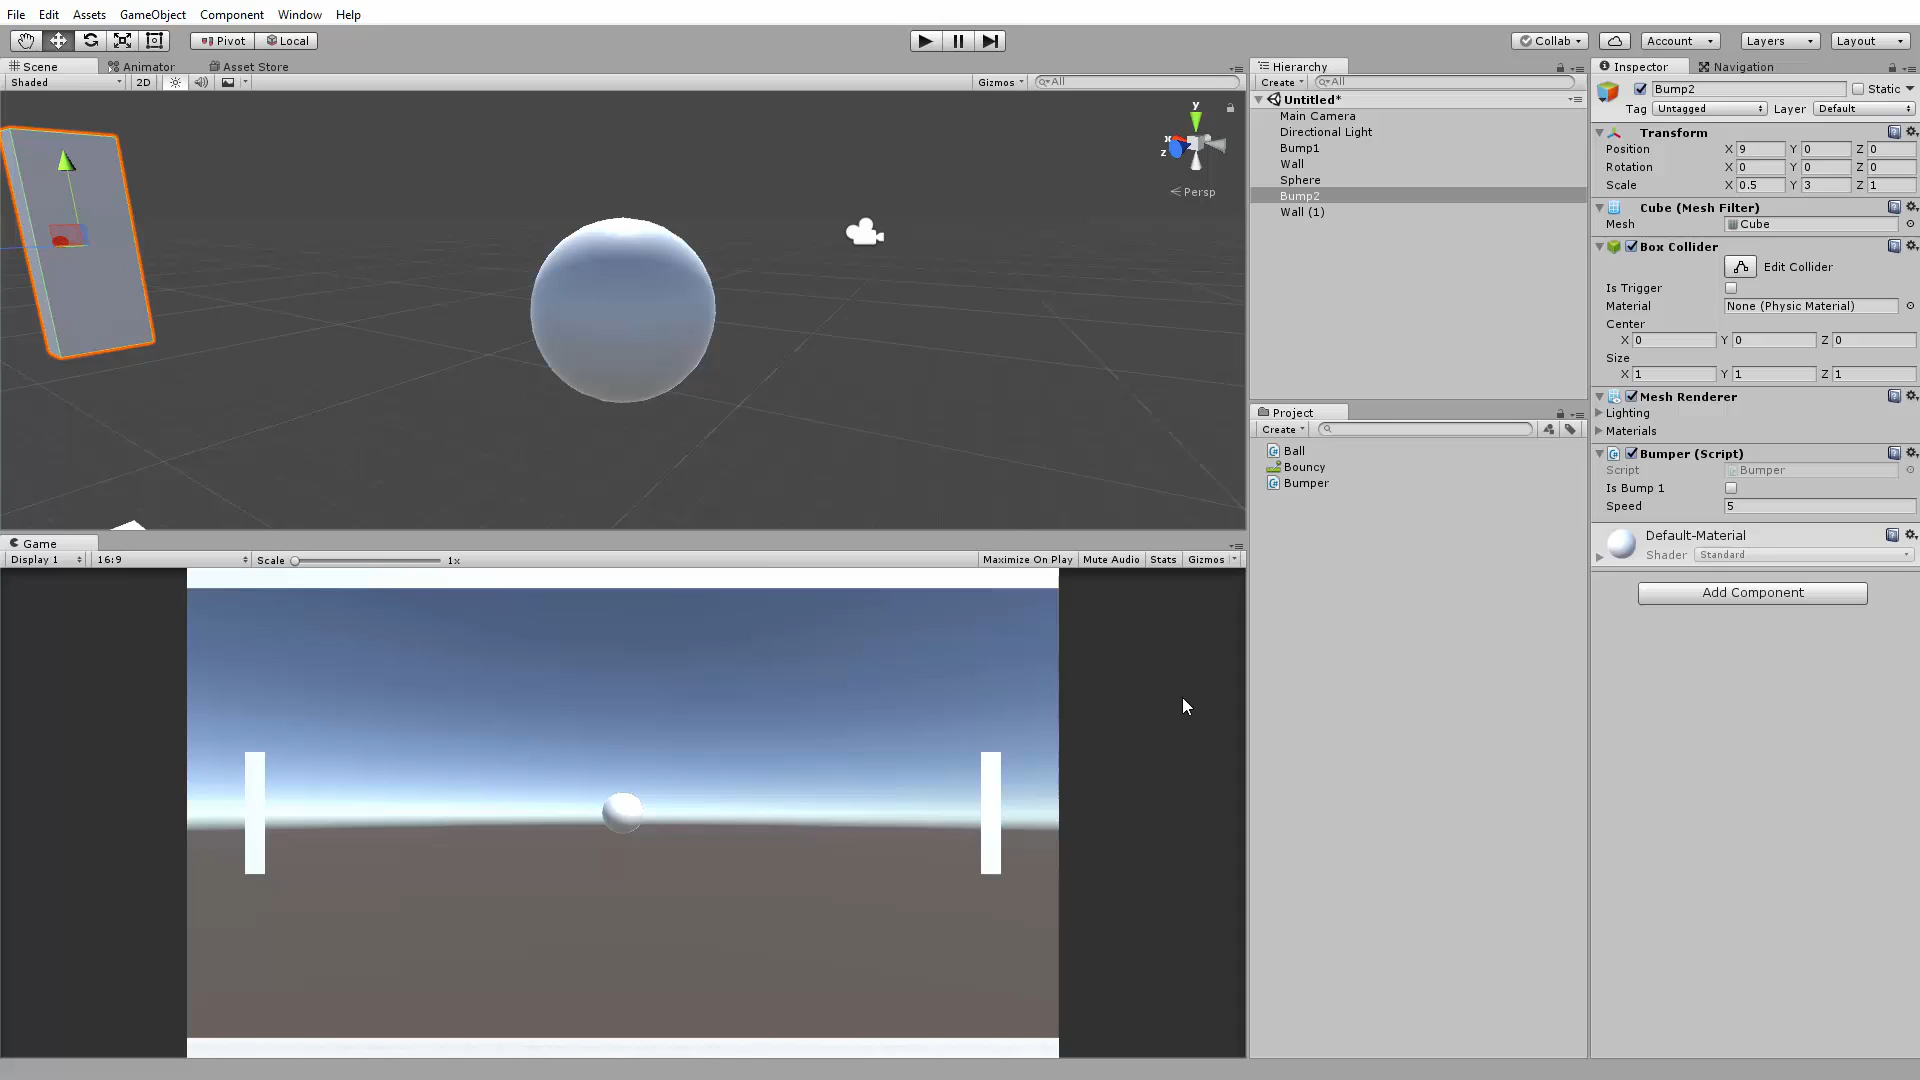 File Edit Assets GameObject Component Window Help
Pivot Local Collab Account Layers Layout
Scene Animator Asset Store
Shaded 2D Gizmos All
y
x
z
Persp
Game
Display 1 16:9 Scale 1x Maximize On Play Mute Audio Stats Gizmos
Hierarchy
Create All
Untitled*
Main Camera
Directional Light
Bump1
Wall
Sphere
Bump2
Wall (1)
Project
Create
Ball
Bouncy
Bumper
Inspector Navigation
Bump2 Static
Tag Untagged Layer Default
Transform
Position X 9 Y 0 Z 0
Rotation X 0 Y 0 Z 0
Scale X 0.5 Y 3 Z 1
Cube (Mesh Filter)
Mesh Cube
Box Collider
Edit Collider
Is Trigger
Material None (Physic Material)
Center
X 0 Y 0 Z 0
Size
X 1 Y 1 Z 1
Mesh Renderer
Lighting
Materials
Bumper (Script)
Script Bumper
Is Bump 1
Speed 5
Default-Material
Shader Standard
Add Component